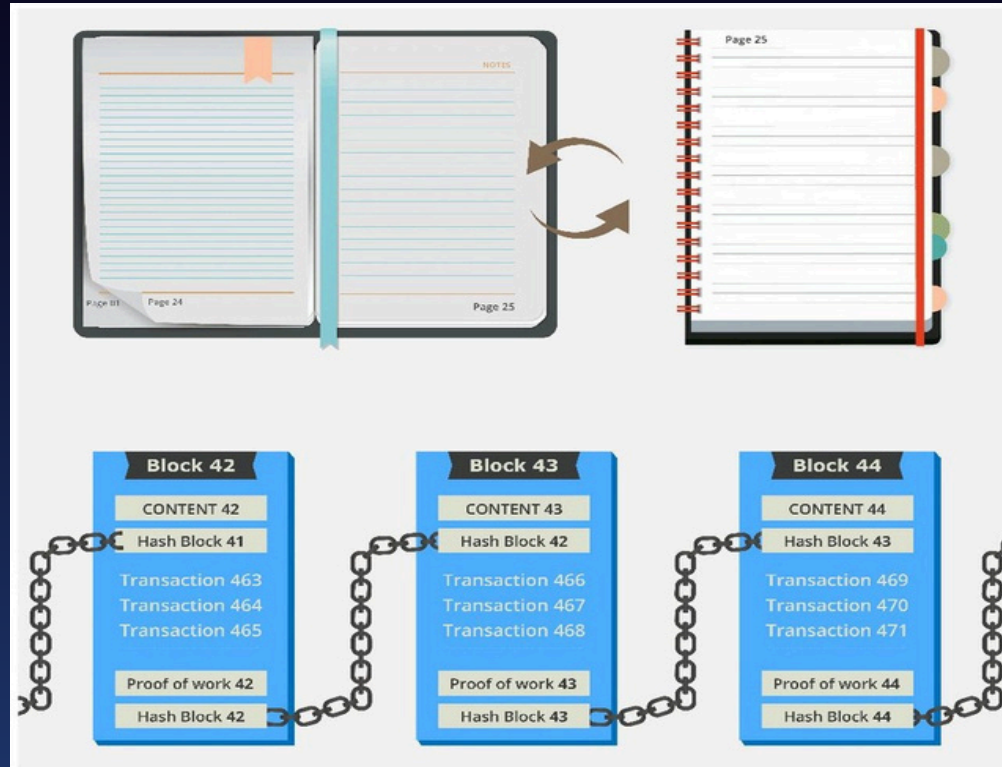 Page 25
NOTES
Page 01
Page 24
Page 25
Block 42
CONTENT 42
Hash Block 41
Transaction 463
Transaction 464
Transaction 465
Proof of work 42
Hash Block 42
Block 43
CONTENT 43
Hash Block 42
Transaction 466
Transaction 467
Transaction 468
Proof of work 43
Hash Block 43
Block 44
CONTENT 44
Hash Block 43
Transaction 469
Transaction 470
Transaction 471
Proof of work 44
Hash Block 44